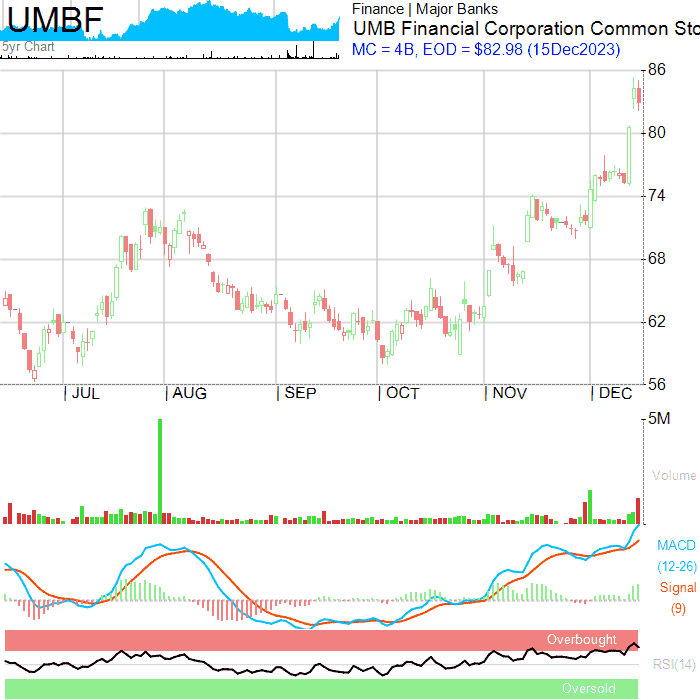 UMBF
5yr Chart
Finance | Major Banks
UMB Financial Corporation Common Sto
MC = 4B, EOD = $82.98 (15Dec2023)
86
80
74
68
62
56
| JUL | AUG | SEP | OCT | NOV | DEC
5M
Volume
MACD
(12-26)
Signal
(9)
Overbought
RSI(14)
Oversold